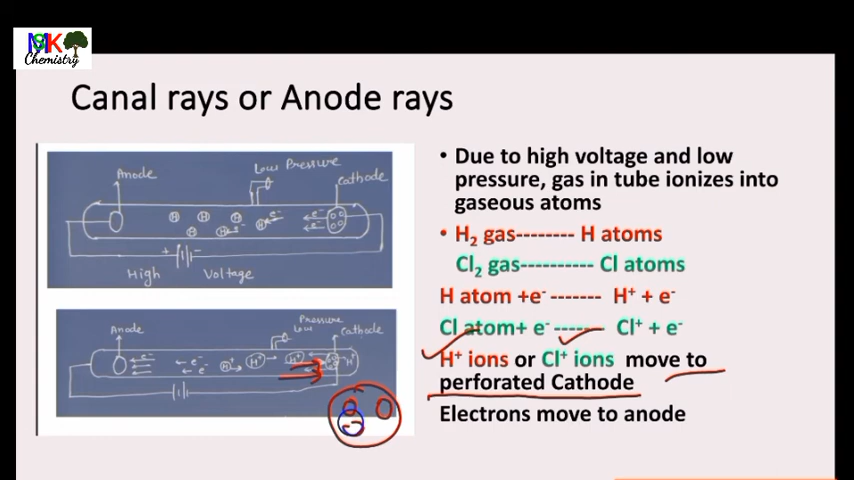 MSK
Chemistry
Canal rays or Anode rays
Anode
Low Pressure
Cathode
H H H H H
e⁻
e⁻
e⁻
e⁻
+ −
High Voltage
Anode
Pressure
Low
Cathode
e⁻
e⁻
e⁻
H⁺ H⁺ H⁺ H⁺
• Due to high voltage and low
pressure, gas in tube ionizes into
gaseous atoms
• H₂ gas-------- H atoms
Cl₂ gas---------- Cl atoms
H atom +e⁻ ------- H⁺ + e⁻
Cl atom+ e⁻ ------ Cl⁺ + e⁻
H⁺ ions or Cl⁺ ions move to
perforated Cathode
Electrons move to anode